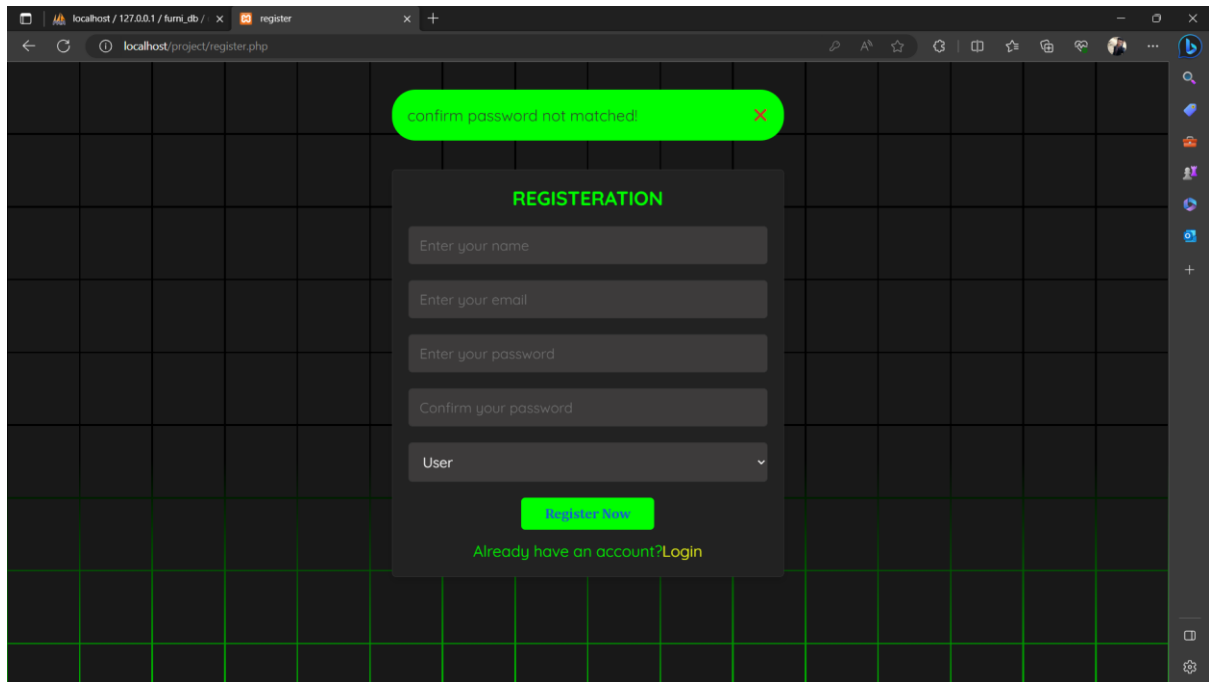 localhost / 127.0.0.1 / furni_db /
register
localhost/project/register.php
confirm password not matched!
REGISTERATION
Enter your name
Enter your email
Enter your password
Confirm your password
User
Register Now
Already have an account?Login